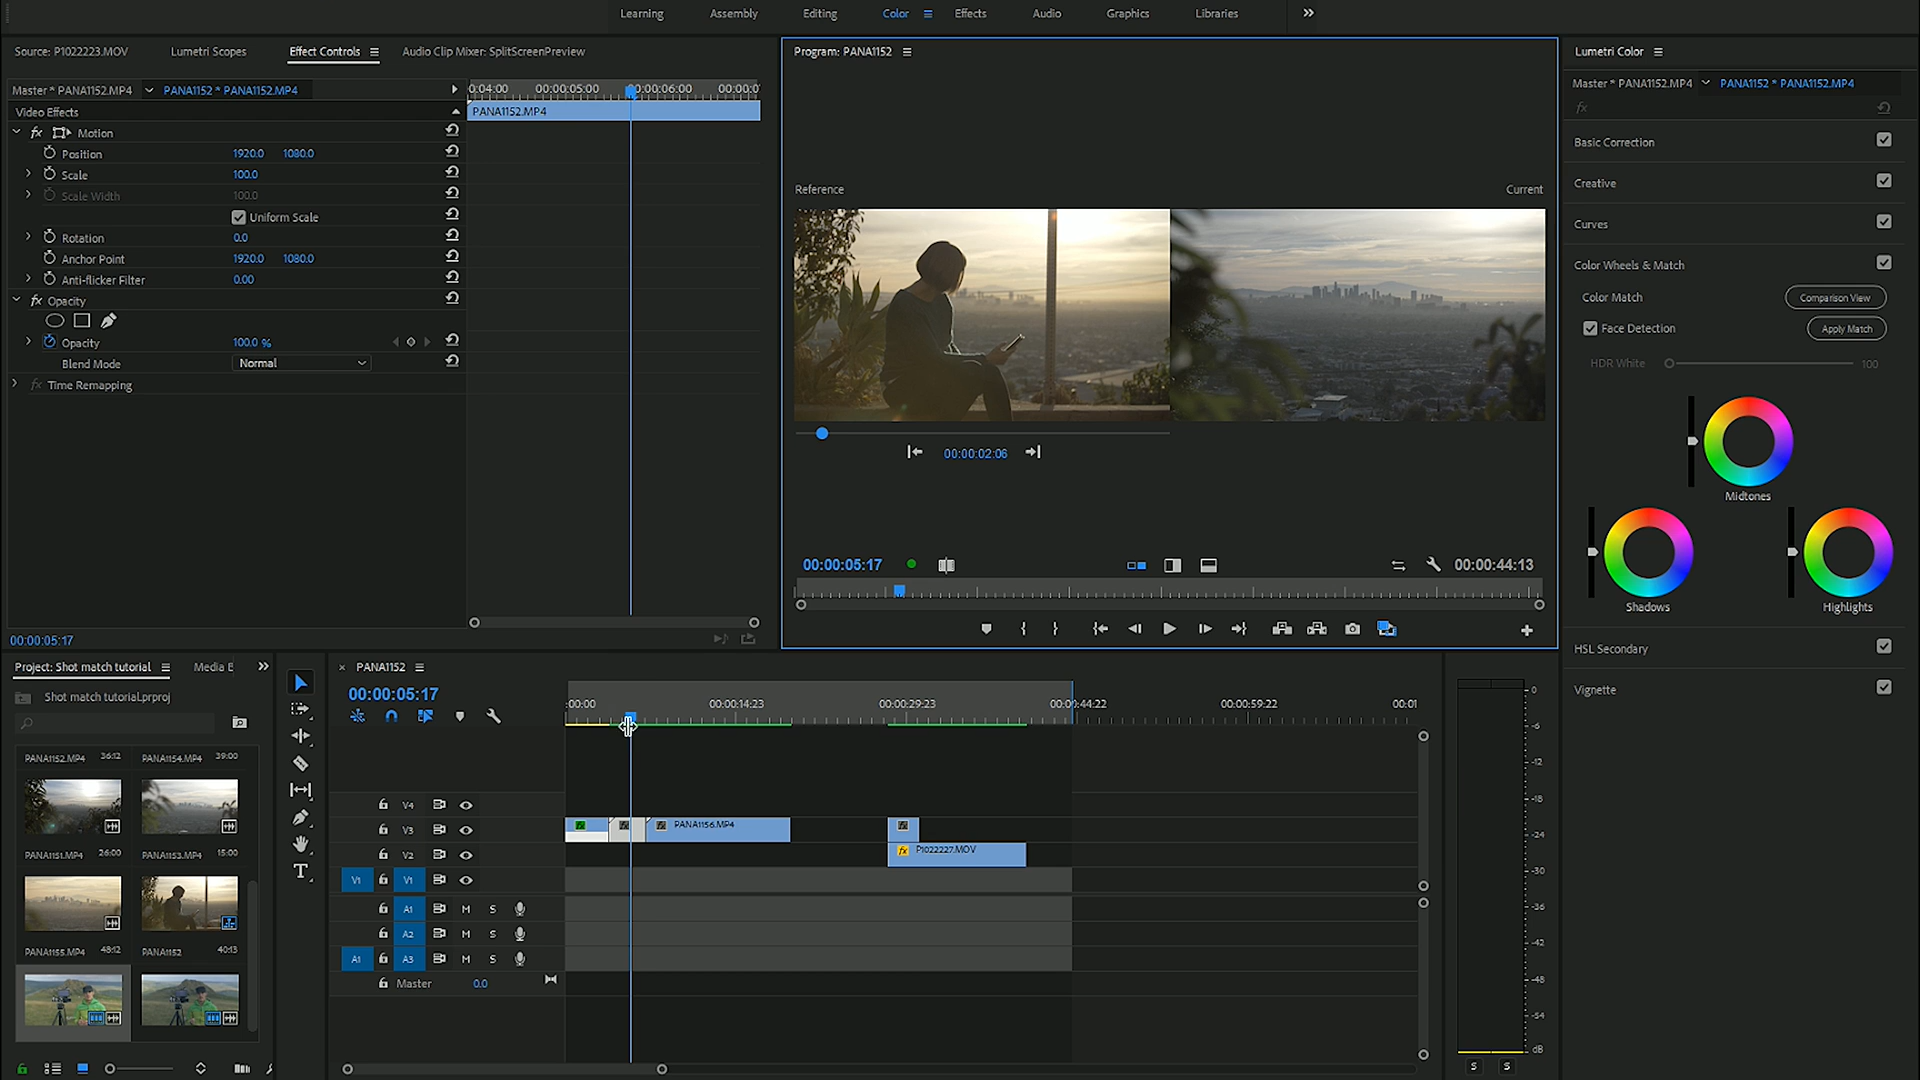 Learning Assembly Editing Color Effects Audio Graphics Libraries
Source: P1022223.MOV Lumetri Scopes Effect Controls Audio Clip Mixer: SplitScreenPreview
Master * PANA1152.MP4 PANA1152 * PANA1152.MP4
0:04:00 00:00:05:00 00:00:06:00 00:00:0
Video Effects
PANA1152.MP4
fx Motion
Position 1920.0 1080.0
Scale 100.0
Scale Width 100.0
Uniform Scale
Rotation 0.0
Anchor Point 1920.0 1080.0
Anti-flicker Filter 0.00
fx Opacity
Opacity 100.0 %
Blend Mode Normal
fx Time Remapping
00:00:05:17
Program: PANA1152
Reference Current
00:00:02:06
00:00:05:17 00:00:44:13
Lumetri Color
Master * PANA1152.MP4 PANA1152 * PANA1152.MP4
fx
Basic Correction
Creative
Curves
Color Wheels & Match
Color Match Comparison View
Face Detection Apply Match
HDR White 100
Midtones
Shadows Highlights
HSL Secondary
Vignette
Project: Shot match tutorial Media E
Shot match tutorial.prproj
PANA1152.MP4 36:12 PANA1154.MP4 39:00
PANA1151.MP4 26:00 PANA1153.MP4 15:00
PANA1155.MP4 48:12 PANA1152 40:13
T
PANA1152
00:00:05:17
:00:00 00:00:14:23 00:00:29:23 00:00:44:22 00:00:59:22 00:01
V4
V3 PANA1156.MP4
V2 fx P1022227.MOV
V1 V1
A1 M S
A2 M S
A1 A3 M S
Master 0.0
0
-6
-12
-18
-24
-30
-36
-42
-48
-54
dB
S S